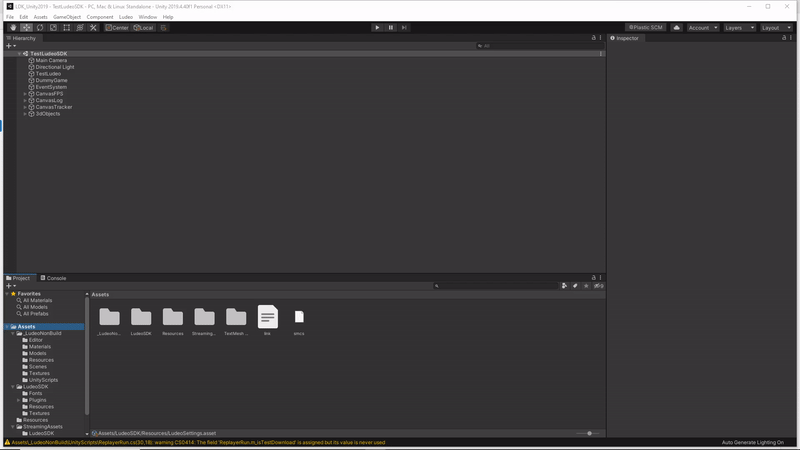 LDK_Unity2019 - TestLudeoSDK - PC, Mac & Linux Standalone - Unity 2019.4.40f1 Personal <DX11>
File Edit Assets GameObject Component Ludeo Window Help
Center Local Plastic SCM Account Layers Layout
Hierarchy
All
TestLudeoSDK
Main Camera
Directional Light
TestLudeo
DummyGame
EventSystem
CanvasFPS
CanvasLog
CanvasTracker
3dObjects
Inspector
Project Console
Favorites
All Materials
All Models
All Prefabs
Assets
_LudeoNonBuild
Editor
Materials
Models
Resources
Scenes
Textures
UnityScripts
LudeoSDK
Fonts
Plugins
Resources
Textures
Resources
StreamingAssets
LudeoSDK
Assets
_LudeoNo... LudeoSDK Resources Streaming... TextMesh... link
Assets/LudeoSDK/Resources/LudeoSettings.asset
Assets\_LudeoNonBuild\UnityScripts\ReplayerRun.cs(30,18): warning CS0414: The field 'ReplayerRun.m_isTestDownload' is assigned but its value is never used
Auto Generate Lighting On